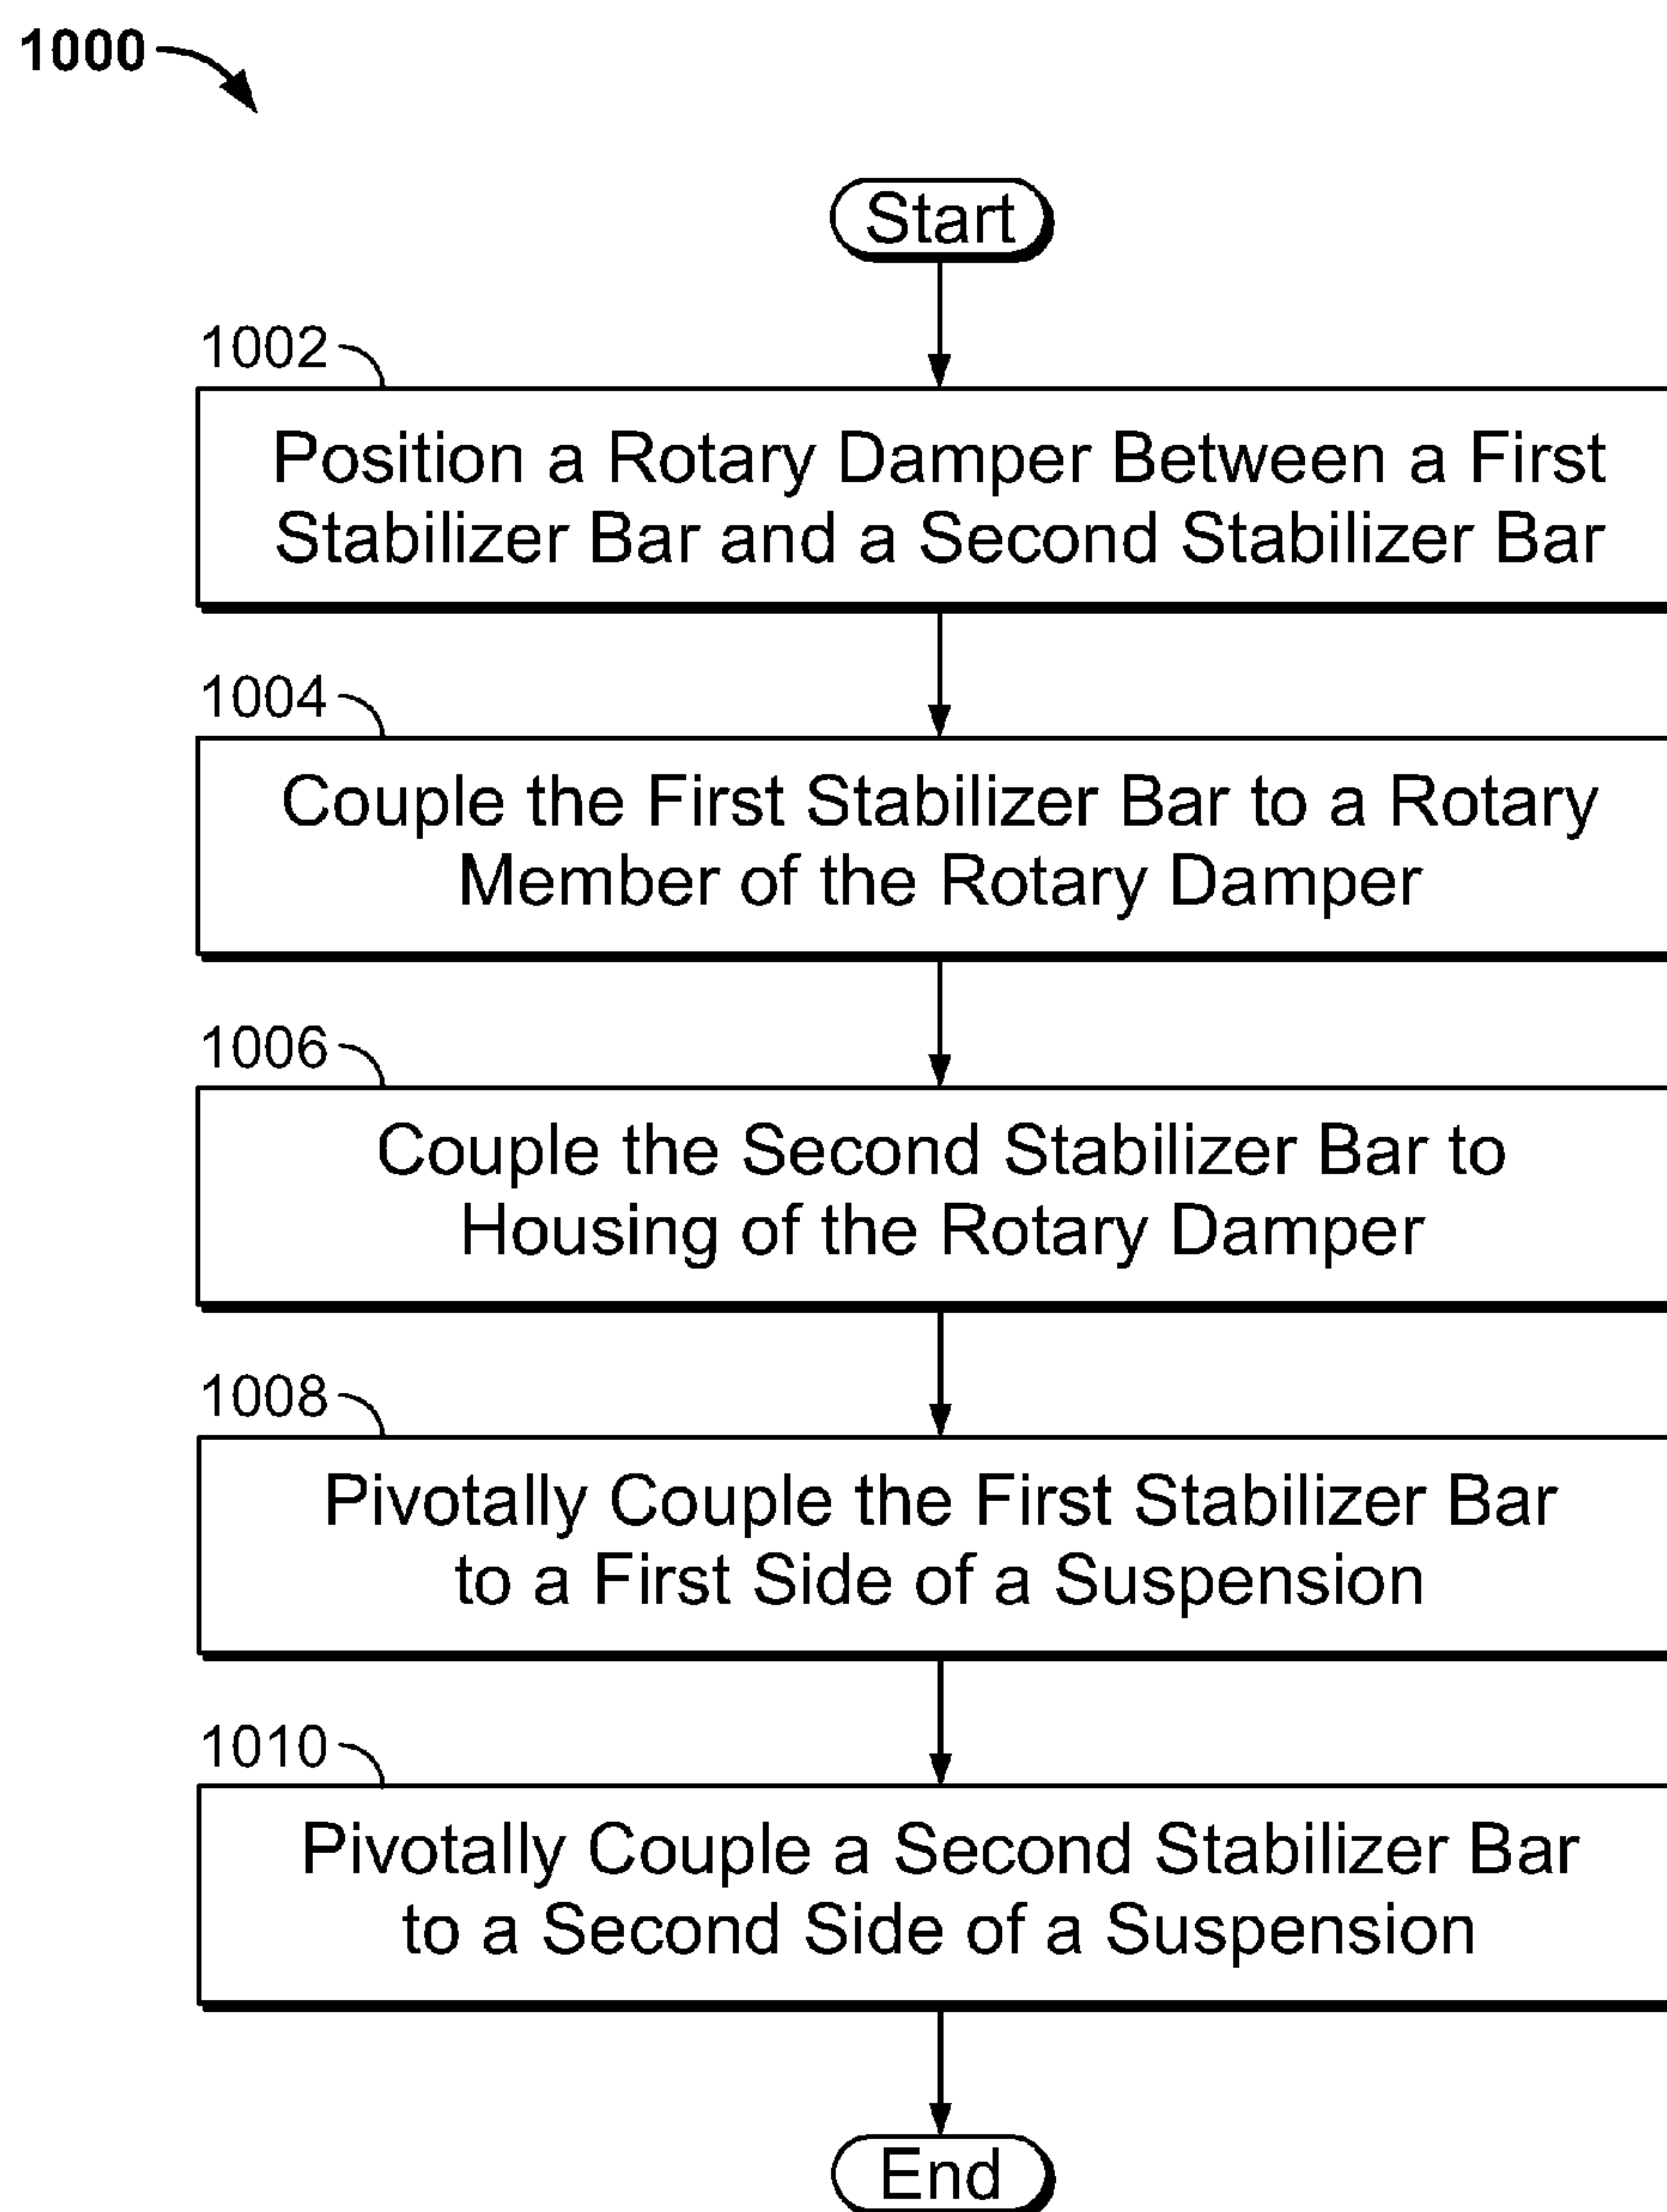 1000
Start
1002
Position a Rotary Damper Between a First
Stabilizer Bar and a Second Stabilizer Bar
1004
Couple the First Stabilizer Bar to a Rotary
Member of the Rotary Damper
1006
Couple the Second Stabilizer Bar to
Housing of the Rotary Damper
1008
Pivotally Couple the First Stabilizer Bar
to a First Side of a Suspension
1010
Pivotally Couple a Second Stabilizer Bar
to a Second Side of a Suspension
End